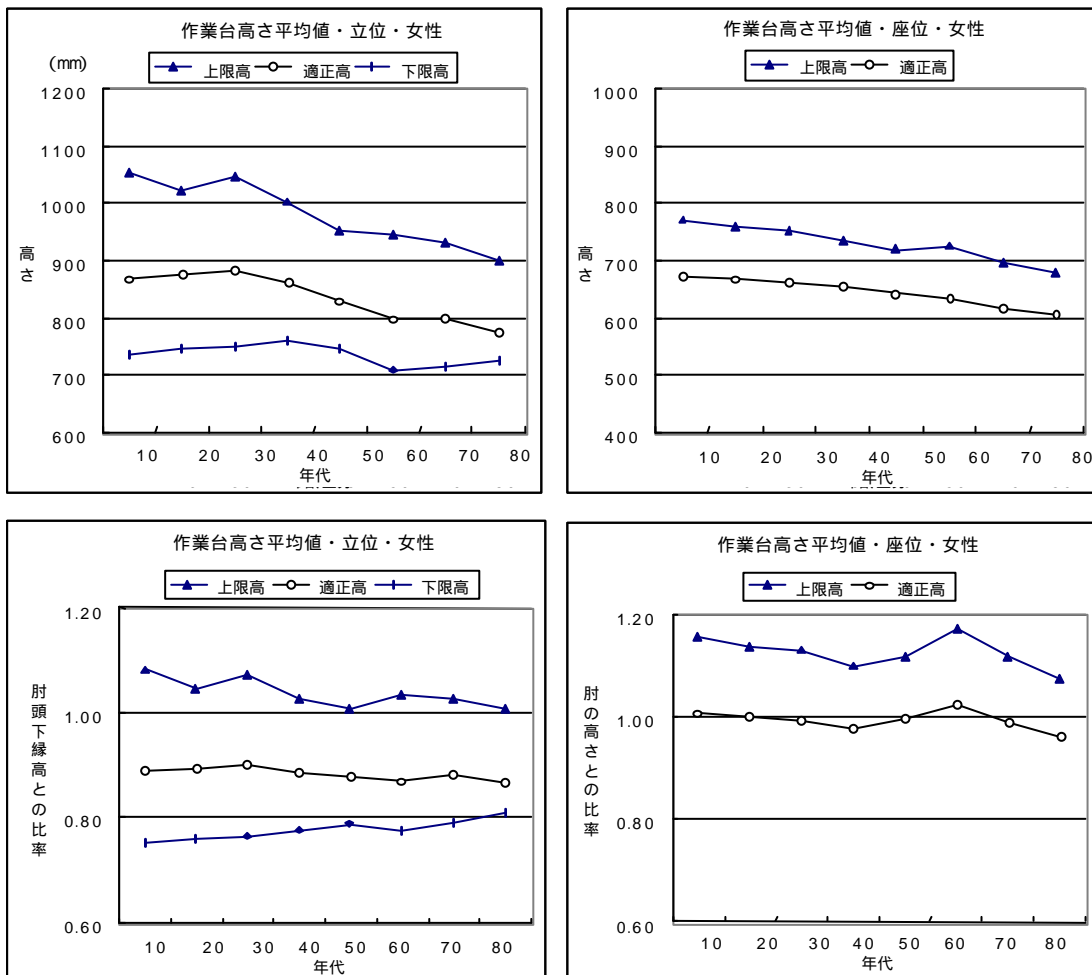 作業台高さ平均値・立位・女性
(mm)
上限高 適正高 下限高
1200
1100
1000
900
800
700
600
高さ
10 20 30 40 50 60 70 80
年代
作業台高さ平均値・座位・女性
上限高 適正高
1000
900
800
700
600
500
400
高さ
10 20 30 40 50 60 70 80
年代
作業台高さ平均値・立位・女性
上限高 適正高 下限高
1.20
1.00
0.80
0.60
肘頭下縁高との比率
10 20 30 40 50 60 70 80
年代
作業台高さ平均値・座位・女性
上限高 適正高
1.20
1.00
0.80
0.60
肘の高さとの比率
10 20 30 40 50 60 70 80
年代